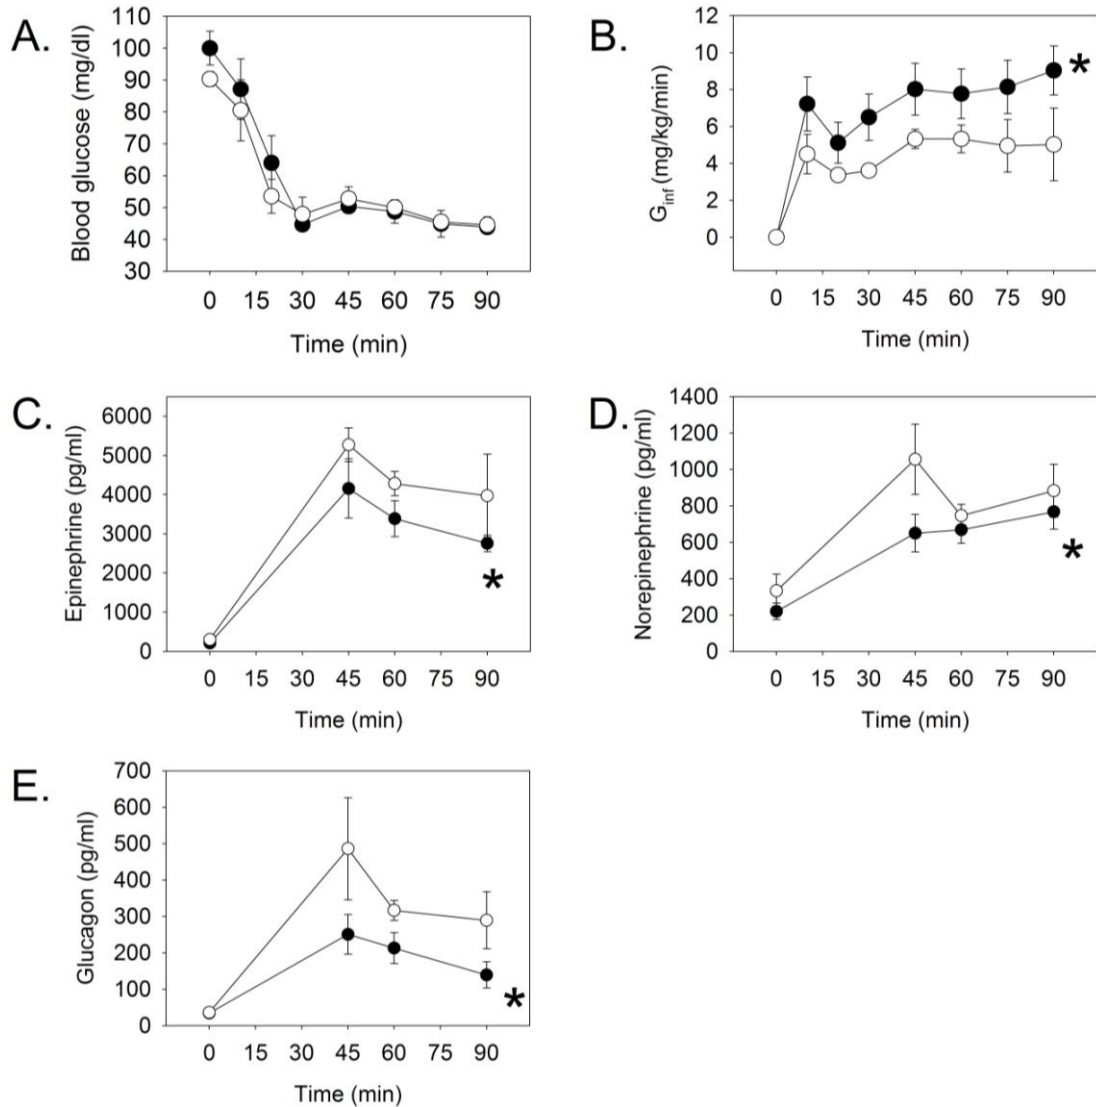 A.
Blood glucose (mg/dl)
110
100
90
80
70
60
50
40
30
0 15 30 45 60 75 90
Time (min)
B.
G_inf (mg/kg/min)
12
10
8
6
4
2
0
*
0 15 30 45 60 75 90
Time (min)
C.
Epinephrine (pg/ml)
6000
5000
4000
3000
2000
1000
0
*
0 15 30 45 60 75 90
Time (min)
D.
Norepinephrine (pg/ml)
1400
1200
1000
800
600
400
200
0
*
0 15 30 45 60 75 90
Time (min)
E.
Glucagon (pg/ml)
700
600
500
400
300
200
100
0
*
0 15 30 45 60 75 90
Time (min)